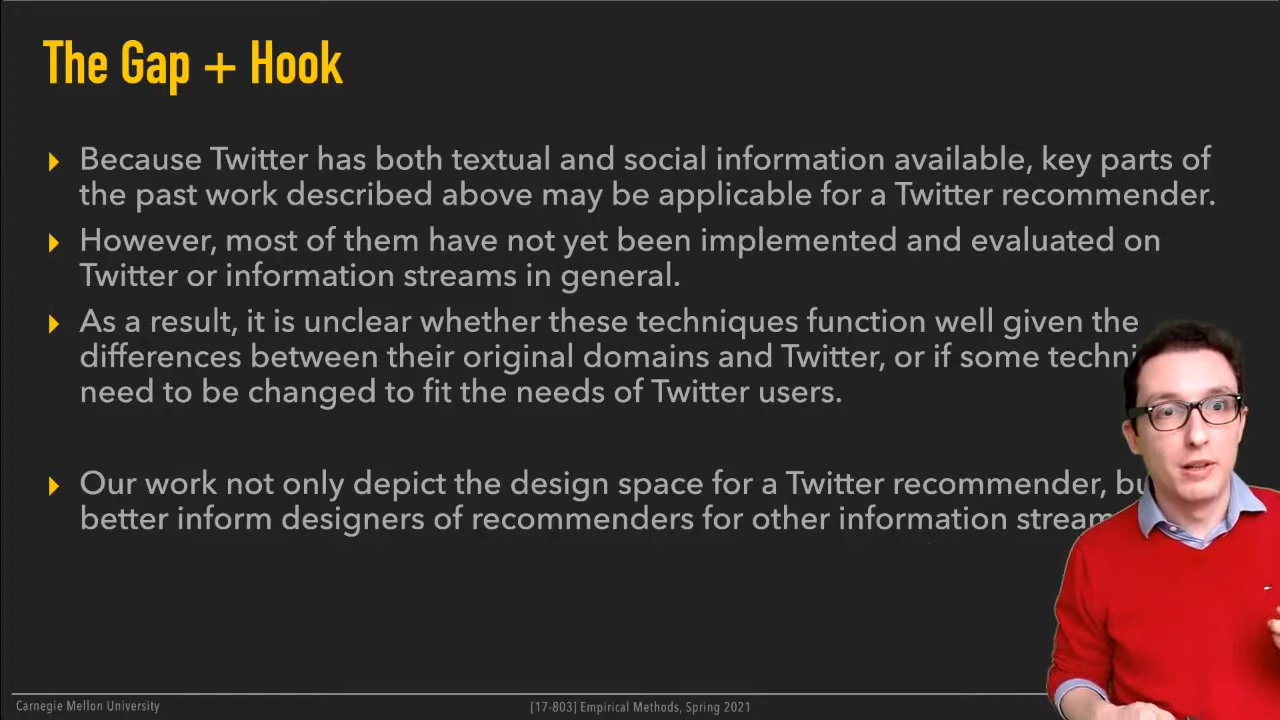 The Gap + Hook
Because Twitter has both textual and social information available, key parts of
the past work described above may be applicable for a Twitter recommender.
However, most of them have not yet been implemented and evaluated on
Twitter or information streams in general.
As a result, it is unclear whether these techniques function well given the
differences between their original domains and Twitter, or if some
need to be changed to fit the needs of Twitter users.
Our work not only depict the design space for a Twitter recommender,
better inform designers of recommenders for other information
Carnegie Mellon University
[17-803] Empirical Methods, Spring 2021